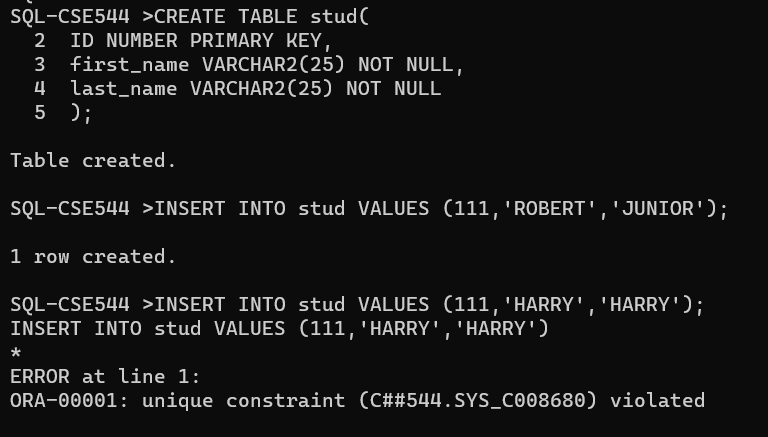 SQL-CSE544 >CREATE TABLE stud(
  2  ID NUMBER PRIMARY KEY,
  3  first_name VARCHAR2(25) NOT NULL,
  4  last_name VARCHAR2(25) NOT NULL
  5  );
Table created.
SQL-CSE544 >INSERT INTO stud VALUES (111,'ROBERT','JUNIOR');
1 row created.
SQL-CSE544 >INSERT INTO stud VALUES (111,'HARRY','HARRY');
INSERT INTO stud VALUES (111,'HARRY','HARRY')
*
ERROR at line 1:
ORA-00001: unique constraint (C##544.SYS_C008680) violated